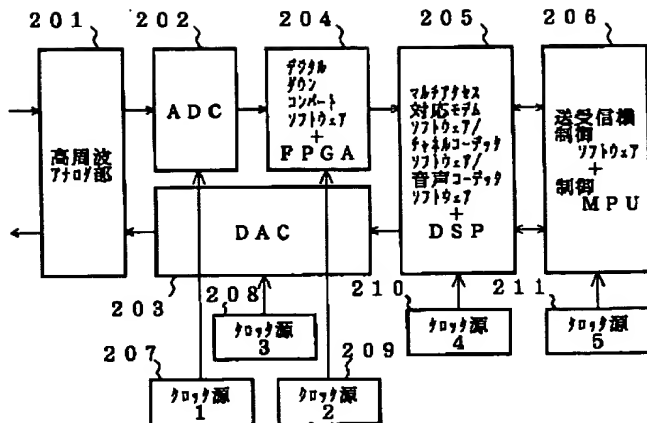 201
202
204
205
206
高周波
アナログ部
ADC
デジタル
ダウン
コンバート
ソフトウェア
+
FPGA
マルチアクセス
対応モデム
ソフトウェア/
チャネルコーデック
ソフトウェア/
音声コーデック
ソフトウェア
+
DSP
送受信機
制御
ソフトウェア
+
制御
MPU
DAC
203
208
210
211
クロック源
3
クロック源
4
クロック源
5
207
209
クロック源
1
クロック源
2